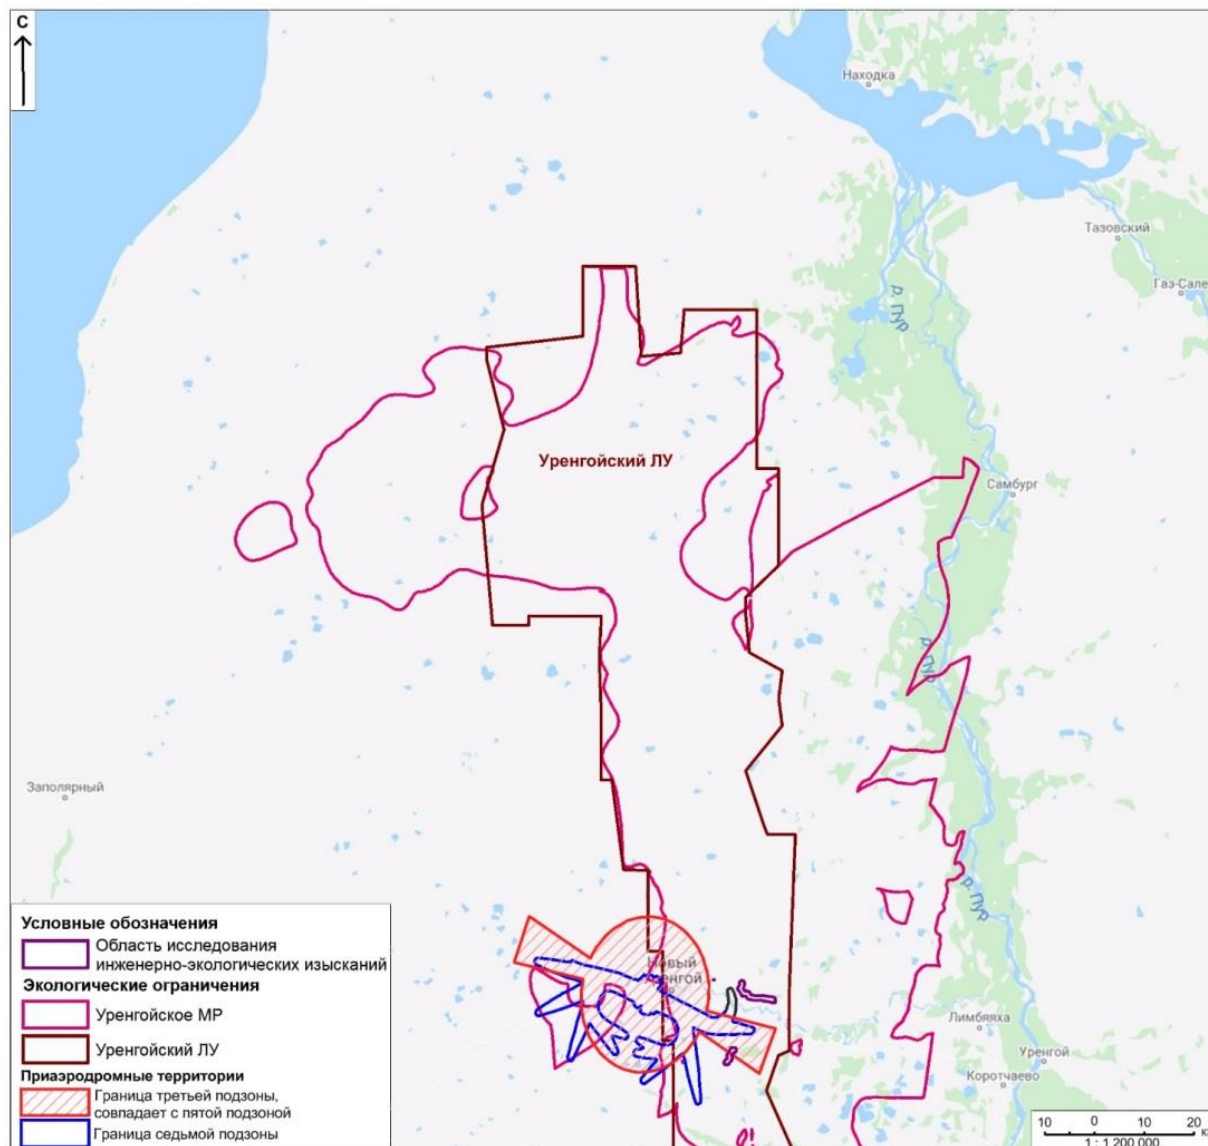 С
Находка
Тазовский
Газ-Сале
р. Пур
Уренгойский ЛУ
Самбург
р. Пур
Заполярный
р. Пур
Новый
Уренгой
Лимбяяха
Уренгой
Коротчаево
Условные обозначения
Область исследования
инженерно-экологических изысканий
Экологические ограничения
Уренгойское МР
Уренгойский ЛУ
Приаэродромные территории
Граница третьей подзоны,
совпадает с пятой подзоной
Граница седьмой подзоны
10 0 10 20
1 : 1 200 000